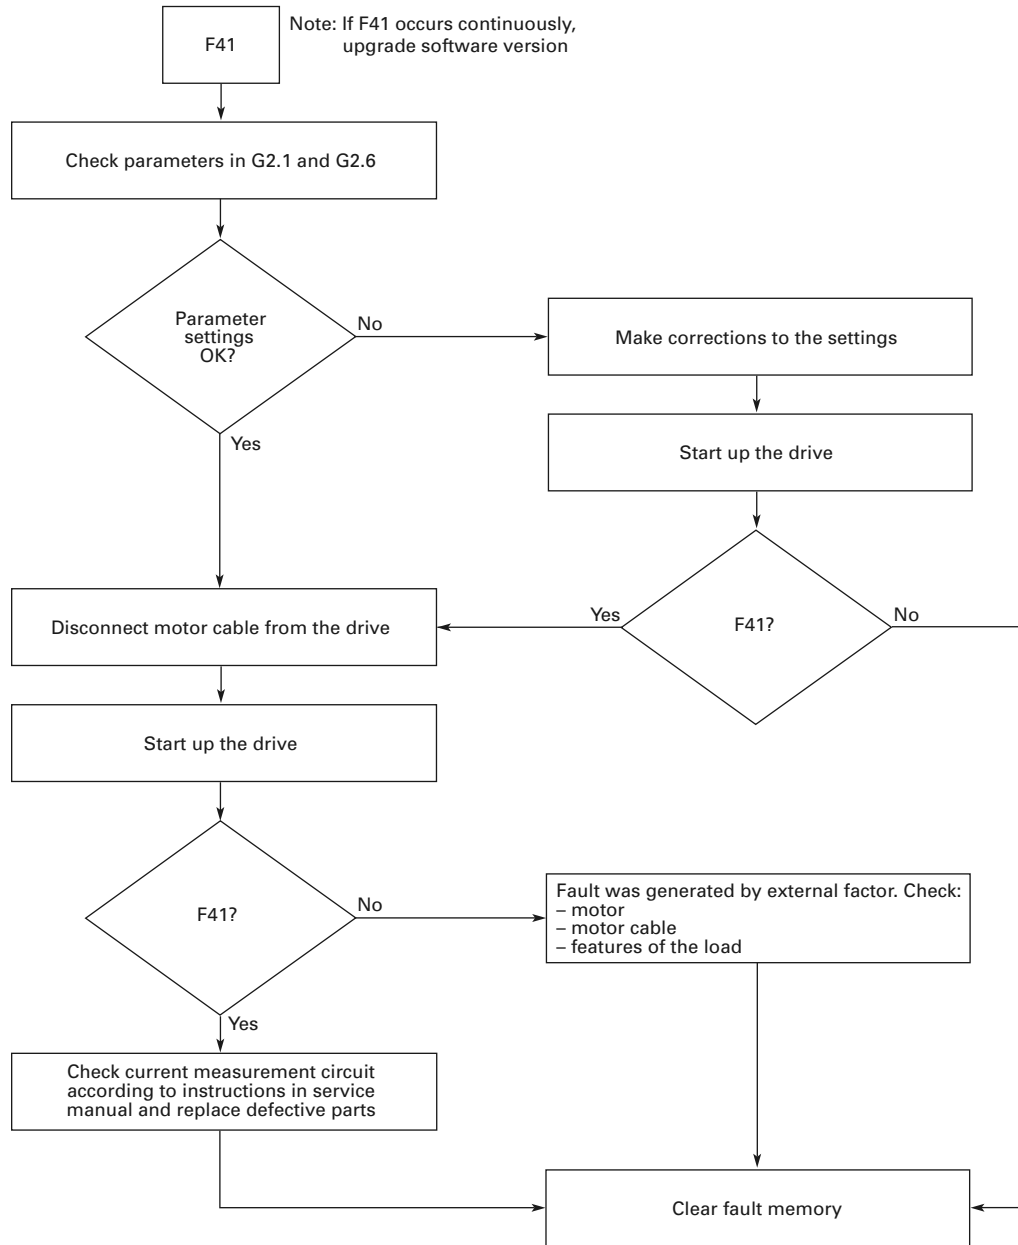 F41
Note: If F41 occurs continuously,
upgrade software version
Check parameters in G2.1 and G2.6
Parameter
settings
OK?
No
Yes
Make corrections to the settings
Start up the drive
F41?
Yes
No
Disconnect motor cable from the drive
Start up the drive
F41?
No
Yes
Fault was generated by external factor. Check:
– motor
– motor cable
– features of the load
Check current measurement circuit
according to instructions in service
manual and replace defective parts
Clear fault memory